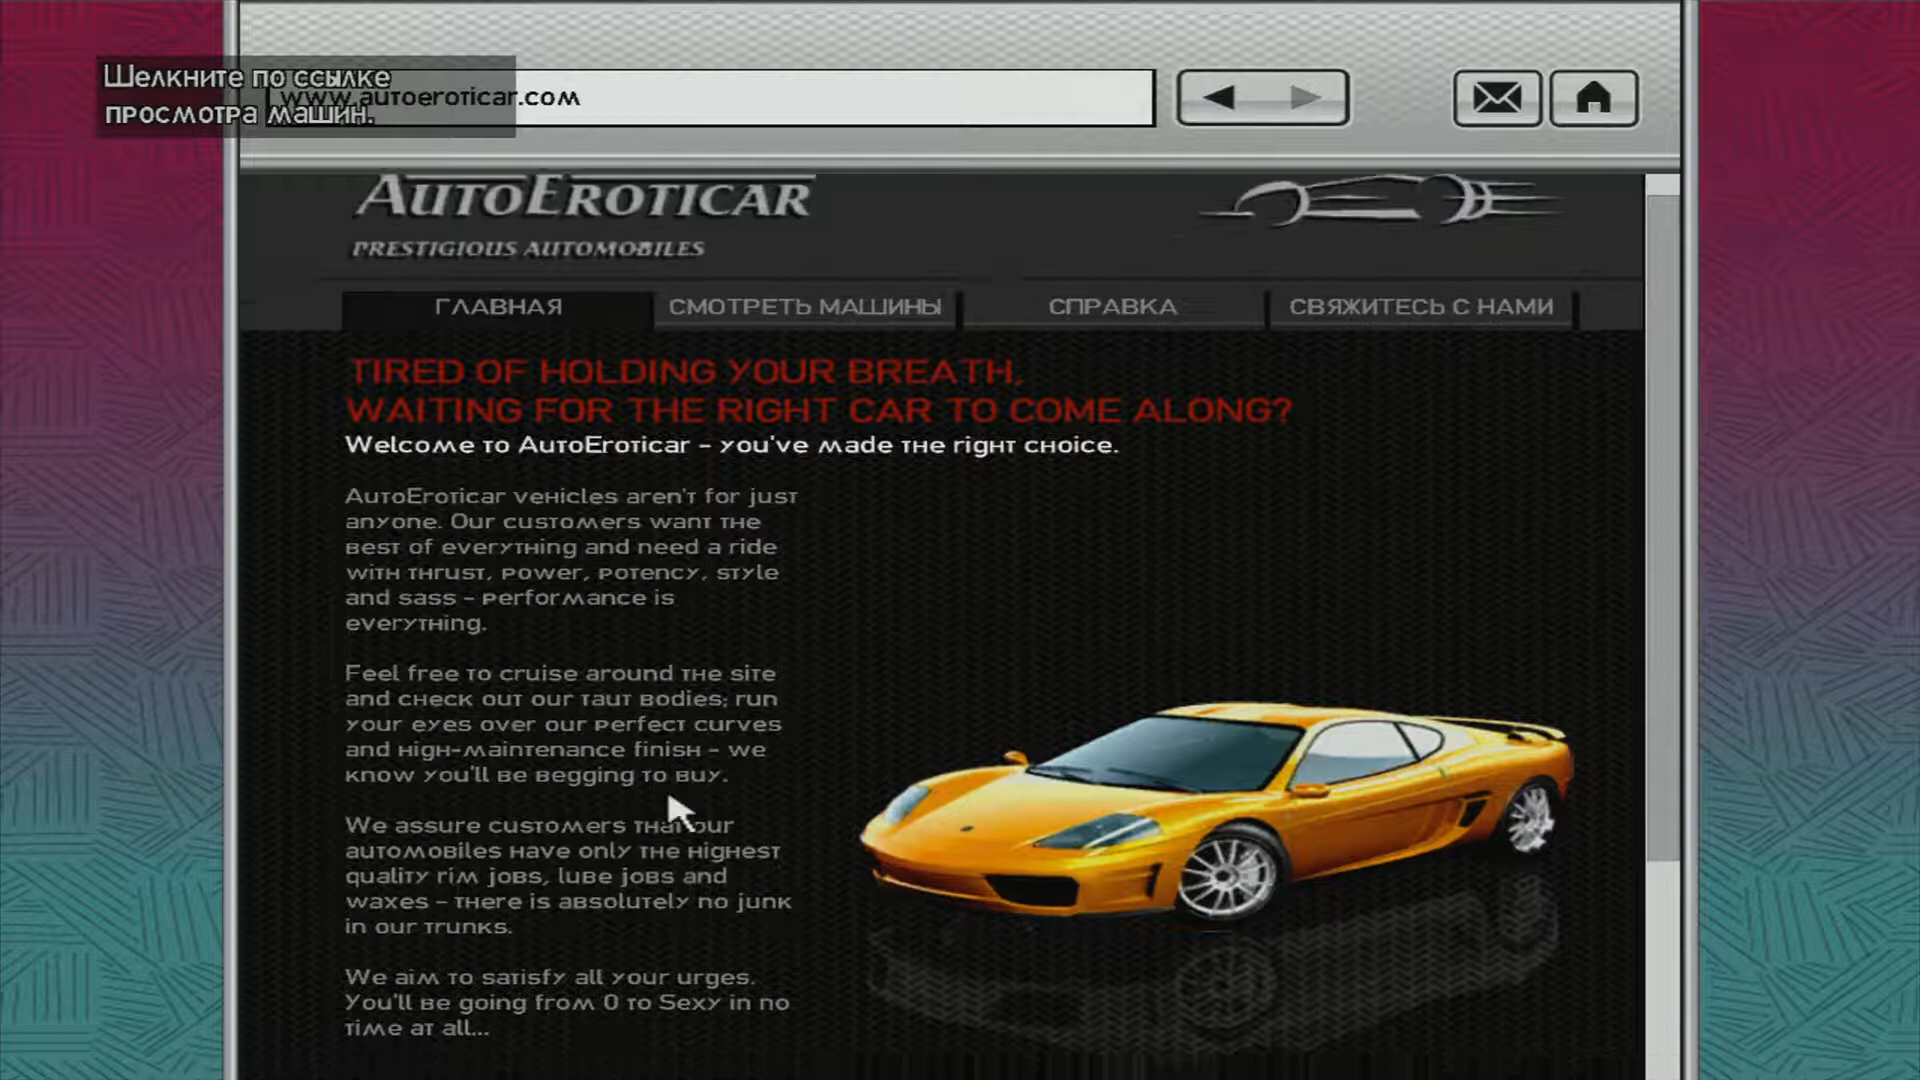 Шелкните по ссылке
просмотра машин.
www.autoeroticar.com
AutoEroticar
Prestigious Automobiles
ГЛАВНАЯ
СМОТРЕТЬ МАШИНЫ
СПРАВКА
СВЯЖИТЕСЬ С НАМИ
TIRED OF HOLDING YOUR BREATH,
WAITING FOR THE RIGHT CAR TO COME ALONG?
Welcome to AutoEroticar - you've made the right choice.
AutoEroticar vehicles aren't for just
anyone. Our customers want the
best of everything and need a ride
with thrust, power, potency, style
and sass - performance is
everything.
Feel free to cruise around the site
and check out our taut bodies; run
your eyes over our perfect curves
and high-maintenance finish - we
know you'll be begging to buy.
We assure customers that our
automobiles have only the highest
quality rim jobs, lube jobs and
waxes - there is absolutely no junk
in our trunks.
We aim to satisfy all your urges.
You'll be going from 0 to Sexy in no
time at all...